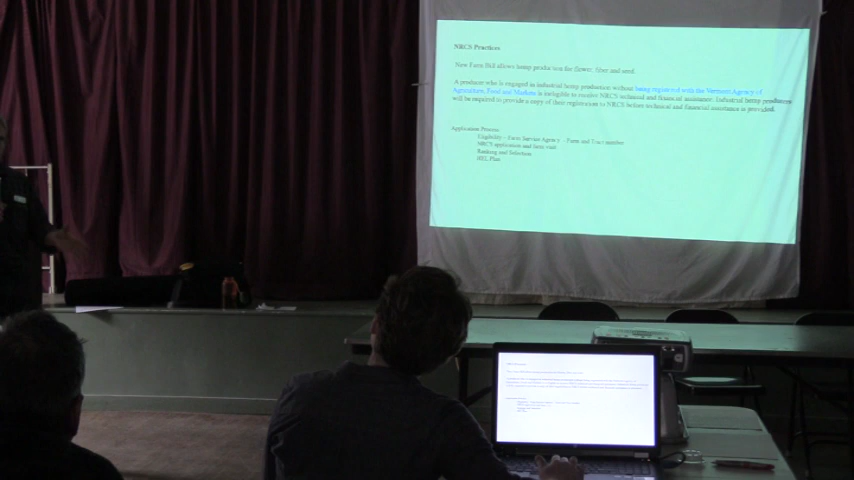 NRCS Practices
New Farm Bill allows hemp production for flower, fiber and seed.
A producer who is engaged in industrial hemp production without being registered with the Vermont Agency of
Agriculture, Food and Markets is ineligible to receive NRCS technical and financial assistance. Industrial hemp producers
will be required to provide a copy of their registration to NRCS before technical and financial assistance is provided.
Application Process:
Eligibility – Farm Service Agency – Farm and Tract number
NRCS application and farm visit
Ranking and Selection
HEL Plan